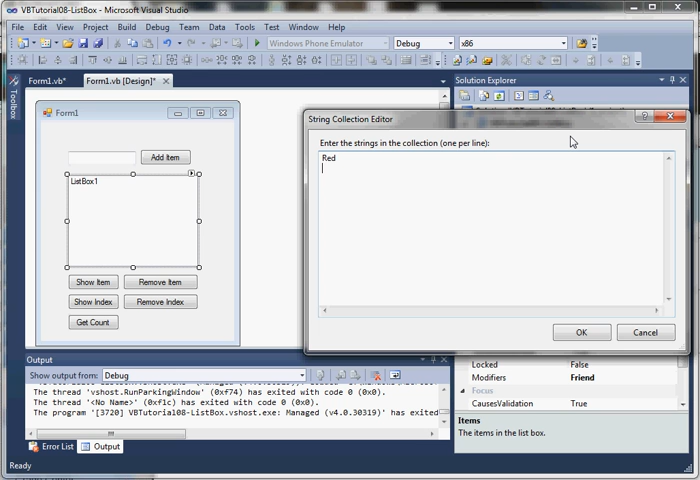 VBTutorial08-ListBox - Microsoft Visual Studio
File Edit View Project Build Debug Team Data Tools Test Window Help
Windows Phone Emulator Debug x86
Form1.vb* Form1.vb [Design]* Solution Explorer
Toolbox
Form1
Add Item
ListBox1
Show Item Remove Item
Show Index Remove Index
Get Count
String Collection Editor
Enter the strings in the collection (one per line):
Red
OK Cancel
Output
Show output from: Debug
The thread 'vshost.RunParkingWindow' (0xf74) has exited with code 0 (0x0).
The thread '<No Name>' (0xf1c) has exited with code 0 (0x0).
The program '[3720] VBTutorial08-ListBox.vshost.exe: Managed (v4.0.30319)' has exited
Error List Output
Locked False
Modifiers Friend
Focus
CausesValidation True
Items
The items in the list box.
Ready